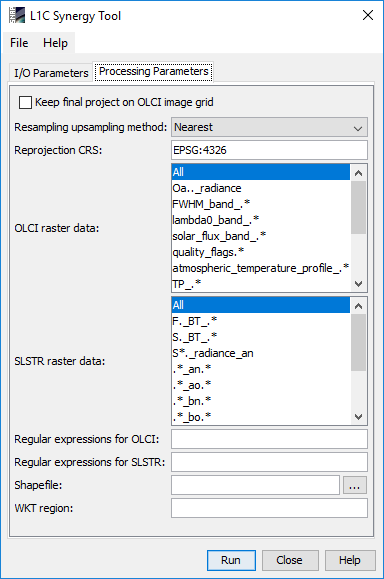 L1C Synergy Tool
File Help
I/O Parameters Processing Parameters
Keep final project on OLCI image grid
Resampling upsampling method: Nearest
Reprojection CRS: EPSG:4326
OLCI raster data:
All
Oa.._radiance
FWHM_band_.*
lambda0_band_.*
solar_flux_band_.*
quality_flags.*
atmospheric_temperature_profile_.*
TP_.*
SLSTR raster data:
All
F._BT_.*
S._BT_.*
S*._radiance_an
.*_an.*
.*_ao.*
.*_bn.*
.*_bo.*
Regular expressions for OLCI:
Regular expressions for SLSTR:
Shapefile: ...
WKT region:
Run Close Help